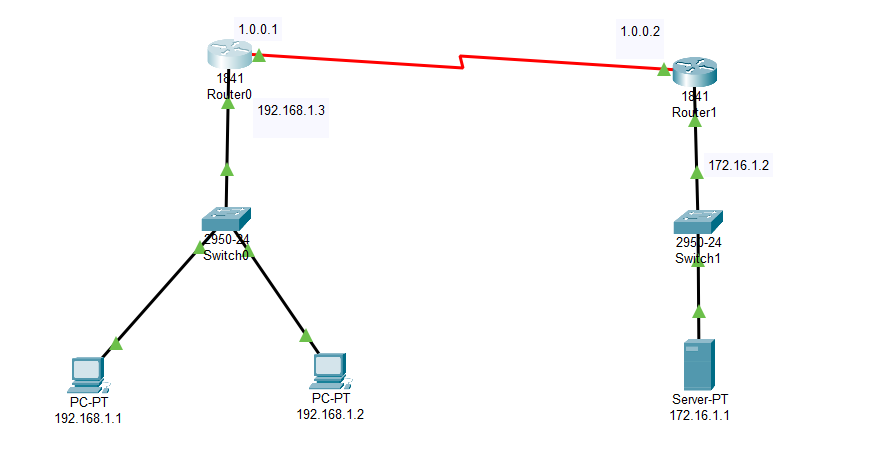 1.0.0.1
1.0.0.2
1841
Router0
1841
Router1
192.168.1.3
172.16.1.2
2950-24
Switch0
2950-24
Switch1
PC-PT
192.168.1.1
PC-PT
192.168.1.2
Server-PT
172.16.1.1